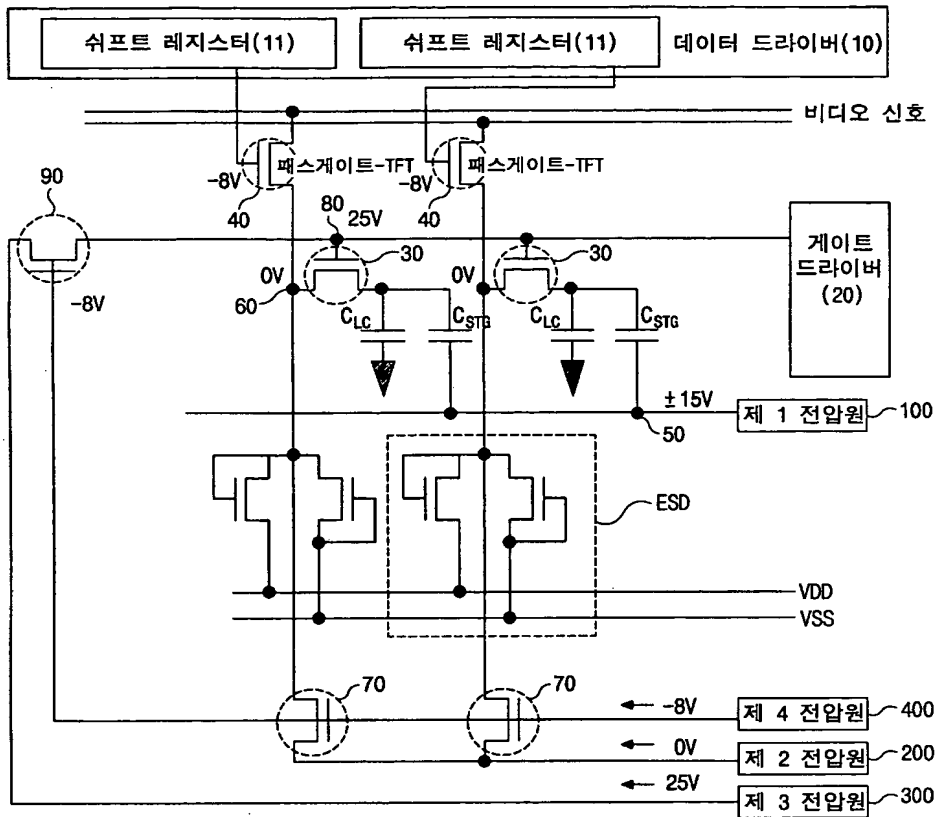 쉬프트 레지스터(11)
쉬프트 레지스터(11)
데이터 드라이버(10)
비디오 신호
패스게이트-TFT
패스게이트-TFT
-8V
-8V
40
40
90
80
25V
30
30
게이트
드라이버
(20)
-8V
0V
0V
60
CLC
CSTG
CLC
CSTG
±15V
제 1 전압원
100
50
ESD
VDD
VSS
70
70
-8V
제 4 전압원
400
0V
제 2 전압원
200
25V
제 3 전압원
300